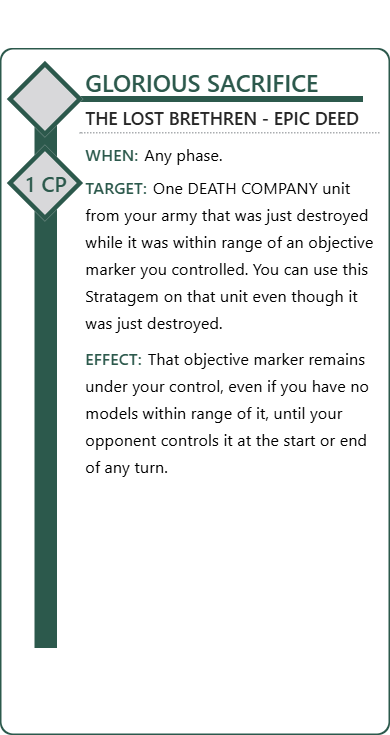 GLORIOUS SACRIFICE
THE LOST BRETHREN - EPIC DEED
WHEN: Any phase.
1 CP
TARGET: One DEATH COMPANY unit
from your army that was just destroyed
while it was within range of an objective
marker you controlled. You can use this
Stratagem on that unit even though it
was just destroyed.
EFFECT: That objective marker remains
under your control, even if you have no
models within range of it, until your
opponent controls it at the start or end
of any turn.